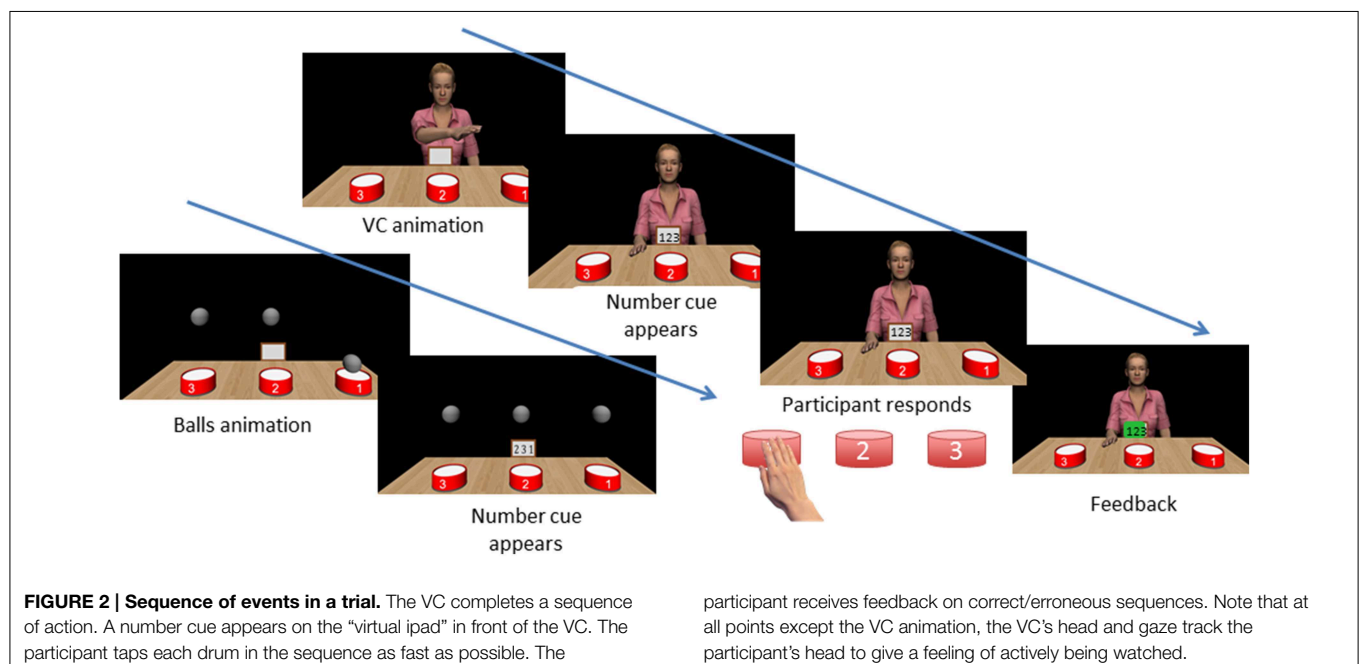 VC animation
3 2 1
123
Number cue
appears
3 2 1
123
Participant responds
3 2 1
2 3
123
Feedback
3 2 1
Balls animation
3 2 1
231
Number cue
appears
3 2 1
FIGURE 2 | Sequence of events in a trial. The VC completes a sequence
of action. A number cue appears on the “virtual ipad” in front of the VC. The
participant taps each drum in the sequence as fast as possible. The
participant receives feedback on correct/erroneous sequences. Note that at
all points except the VC animation, the VC’s head and gaze track the
participant’s head to give a feeling of actively being watched.